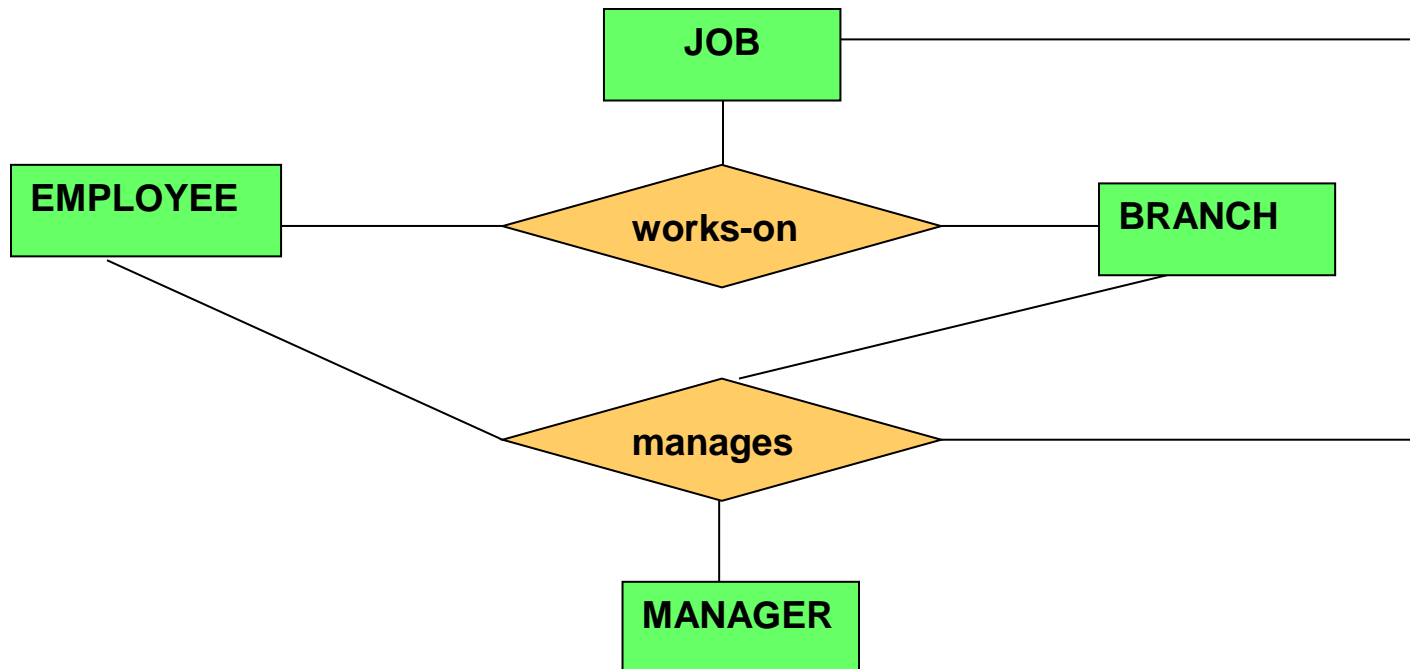 JOB
EMPLOYEE
works-on
BRANCH
manages
MANAGER